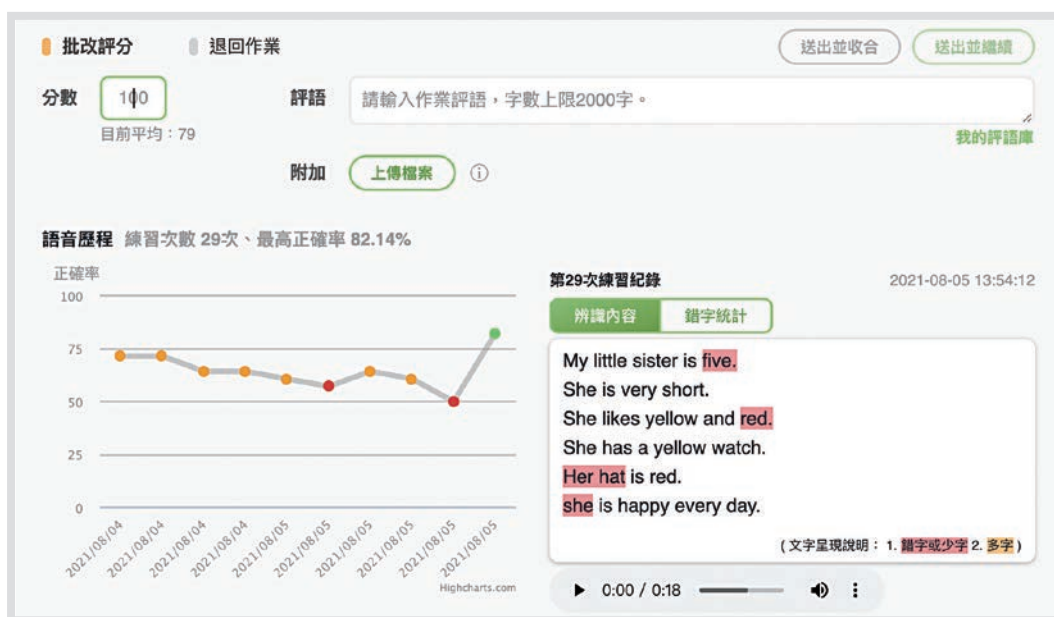 批改評分 退回作業 送出並收合 送出並繼續
分數 100 評語 請輸入作業評語，字數上限2000字。
目前平均：79 我的評語庫
附加 上傳檔案
語音歷程 練習次數 29次、最高正確率 82.14%
正確率
100
75
50
25
0
2021/08/04 2021/08/04 2021/08/04 2021/08/04 2021/08/05 2021/08/05 2021/08/05 2021/08/05 2021/08/05 2021/08/05
Highcharts.com
第29次練習紀錄 2021-08-05 13:54:12
辨識內容 錯字統計
My little sister is five.
She is very short.
She likes yellow and red.
She has a yellow watch.
Her hat is red.
she is happy every day.
(文字呈現說明： 1. 錯字或少字 2. 多字)
0:00 / 0:18